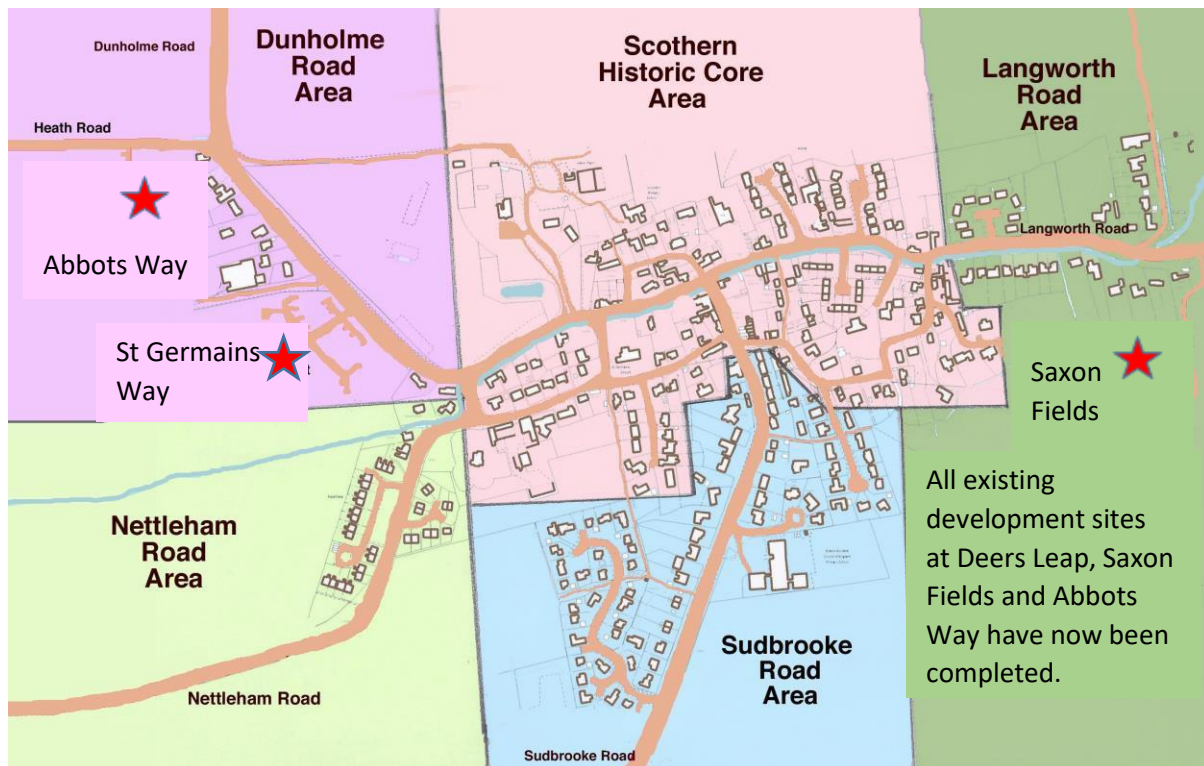 Dunholme Road
Dunholme
Road
Area
Scothern
Historic Core
Area
Langworth
Road
Area
Heath Road
Abbots Way
Langworth Road
St Germains
Way
Saxon
Fields
All existing
development sites
at Deers Leap, Saxon
Fields and Abbots
Way have now been
completed.
Nettleham
Road
Area
Sudbrooke
Road
Area
Nettleham Road
Sudbrooke Road